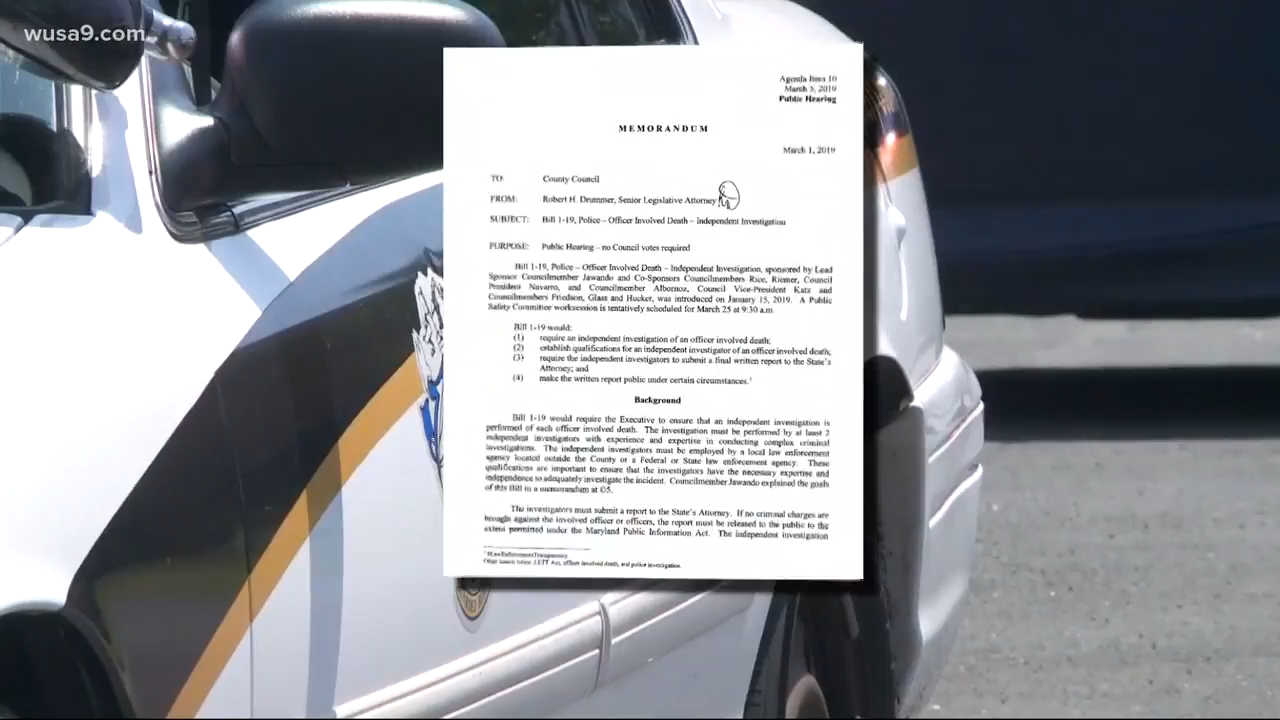 wusa9.com
Agenda Item 10
March 5, 2019
Public Hearing
MEMORANDUM
March 1, 2019
TO: County Council
FROM: Robert H. Drummer, Senior Legislative Attorney
SUBJECT: Bill 1-19, Police – Officer Involved Death – Independent Investigation
PURPOSE: Public Hearing – no Council votes required
Bill 1-19, Police – Officer Involved Death – Independent Investigation, sponsored by Lead
Sponsor Councilmember Jawando and Co-Sponsors Councilmembers Rice, Riemer, Council
President Navarro, and Councilmember Albornoz, Council Vice-President Katz and
Councilmembers Friedson, Glass and Hucker, was introduced on January 15, 2019. A Public
Safety Committee worksession is tentatively scheduled for March 25 at 9:30 a.m.
Bill 1-19 would:
(1) require an independent investigation of an officer involved death;
(2) establish qualifications for an independent investigator of an officer involved death;
(3) require the independent investigators to submit a final written report to the State's
Attorney; and
(4) make the written report public under certain circumstances.1
Background
Bill 1-19 would require the Executive to ensure that an independent investigation is
performed of each officer involved death. The investigation must be performed by at least 2
independent investigators with experience and expertise in conducting complex criminal
investigations. The independent investigators must be employed by a local law enforcement
agency located outside the County or a Federal or State law enforcement agency. These
qualifications are important to ensure that the investigators have the necessary expertise and
independence to adequately investigate the incident. Councilmember Jawando explained the goals
of this Bill in a memorandum at ©5.
The investigators must submit a report to the State's Attorney. If no criminal charges are
brought against the involved officer or officers, the report must be released to the public to the
extent permitted under the Maryland Public Information Act. The independent investigation
1 #LawEnforcementTransparency
LETT Act, officer involved death, and police investigation.